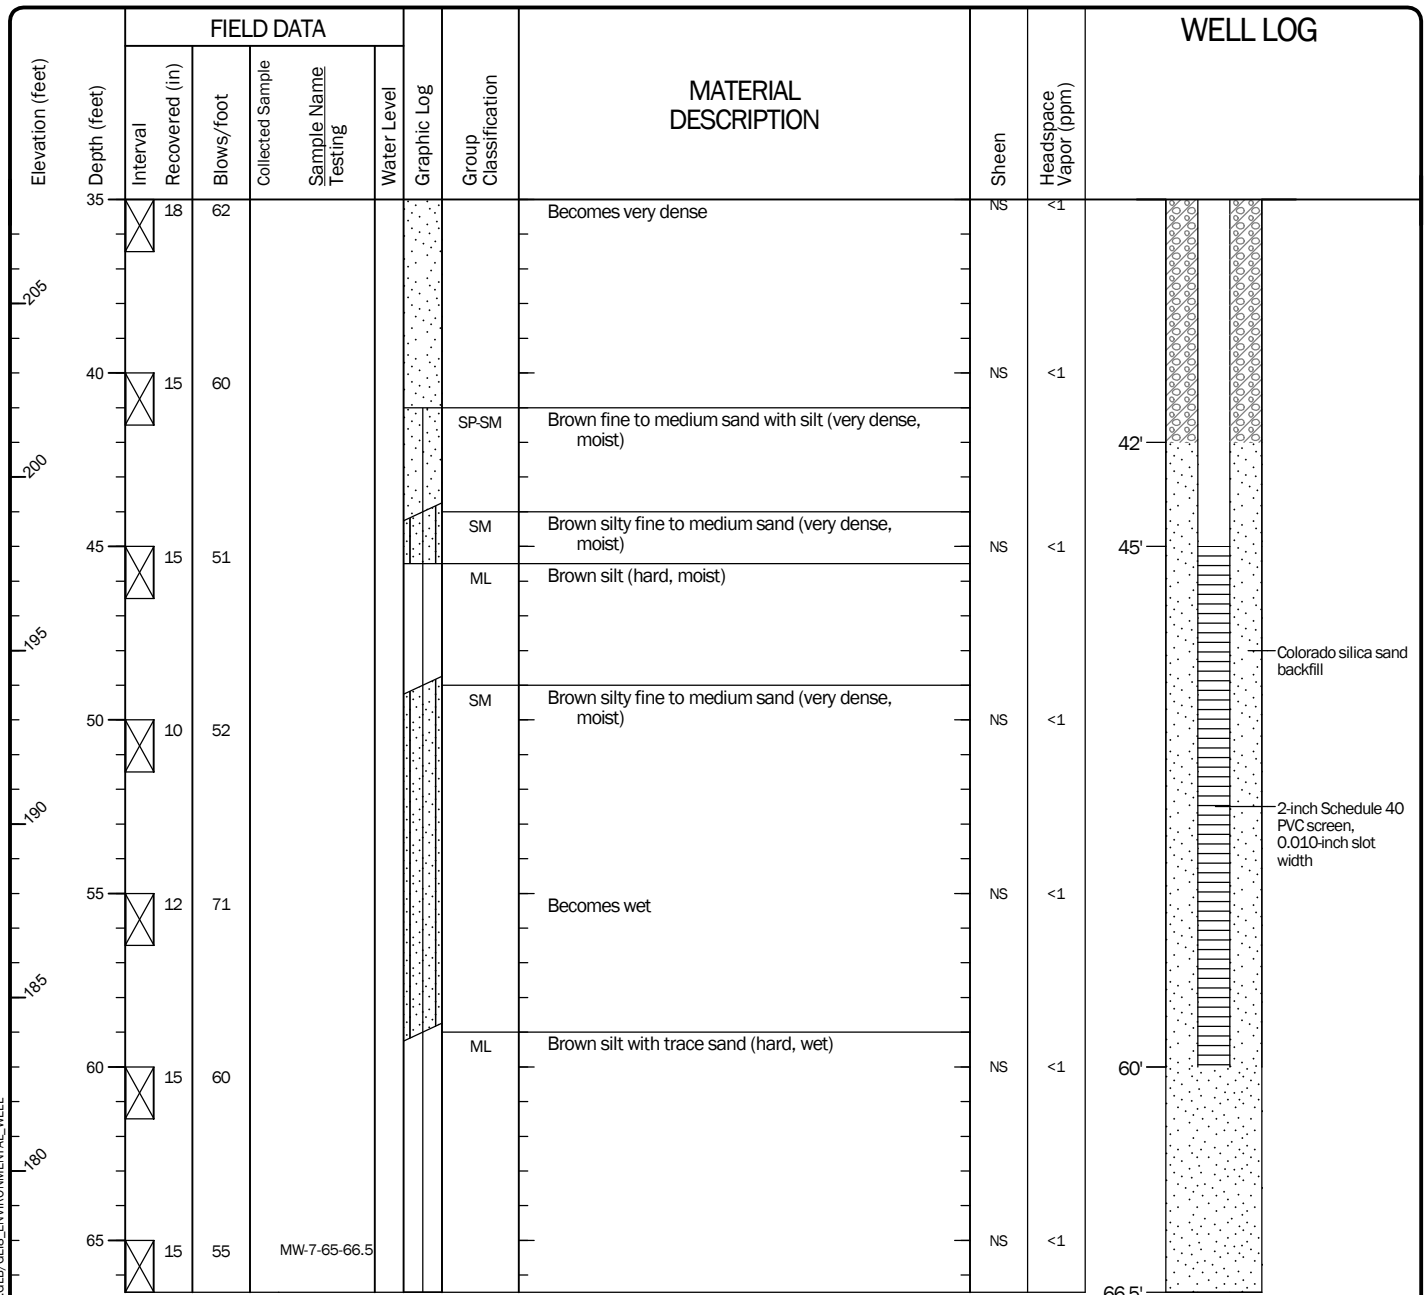 FIELD DATA
WELL LOG
Elevation (feet)
Depth (feet)
Interval
Recovered (in)
Blows/foot
Collected Sample
Sample Name
Testing
Water Level
Graphic Log
Group
Classification
MATERIAL
DESCRIPTION
Sheen
Headspace
Vapor (ppm)
35 18 62 Becomes very dense NS <1
205
40 15 60 NS <1
SP-SM Brown fine to medium sand with silt (very dense,
moist)
42'
200
SM Brown silty fine to medium sand (very dense,
moist)
45 15 51 NS <1 45'
ML Brown silt (hard, moist)
195
Colorado silica sand
backfill
SM Brown silty fine to medium sand (very dense,
moist)
50 10 52 NS <1
190
2-inch Schedule 40
PVC screen,
0.010-inch slot
width
55 12 71 NS <1
Becomes wet
185
ML Brown silt with trace sand (hard, wet)
60 15 60 NS <1 60'
180
65 15 55 MW-7-65-66.5 NS <1
66.5'